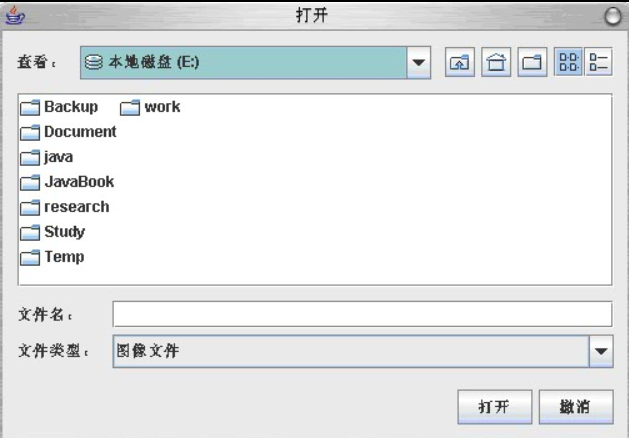 打开
查看：
本地磁盘 (E:)
Backup
work
Document
java
JavaBook
research
Study
Temp
文件名：
文件类型：
图像文件
打开
撤消